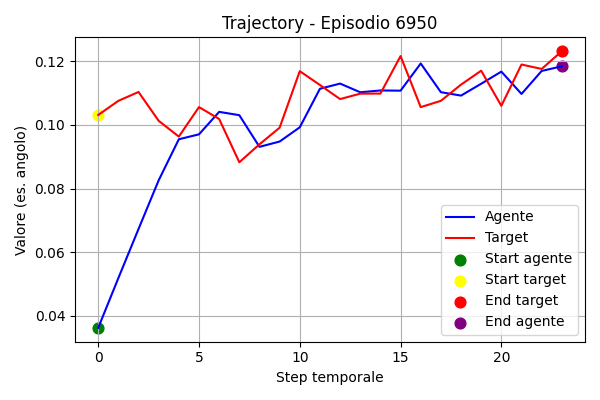 Trajectory - Episodio 6950
Valore (es. angolo)
0.12
0.10
0.08
0.06
0.04
0
5
10
15
20
Step temporale
Agente
Target
Start agente
Start target
End target
End agente